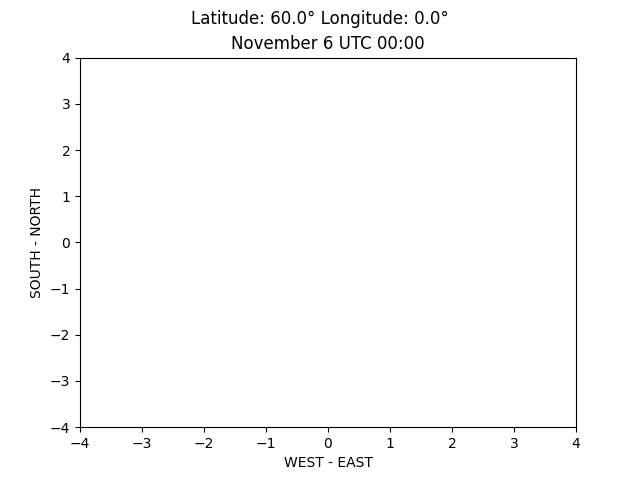 Latitude: 60.0° Longitude: 0.0°
November 6 UTC 00:00
4
3
2
1
0
−1
−2
−3
−4
SOUTH - NORTH
−4 −3 −2 −1 0 1 2 3 4
WEST - EAST